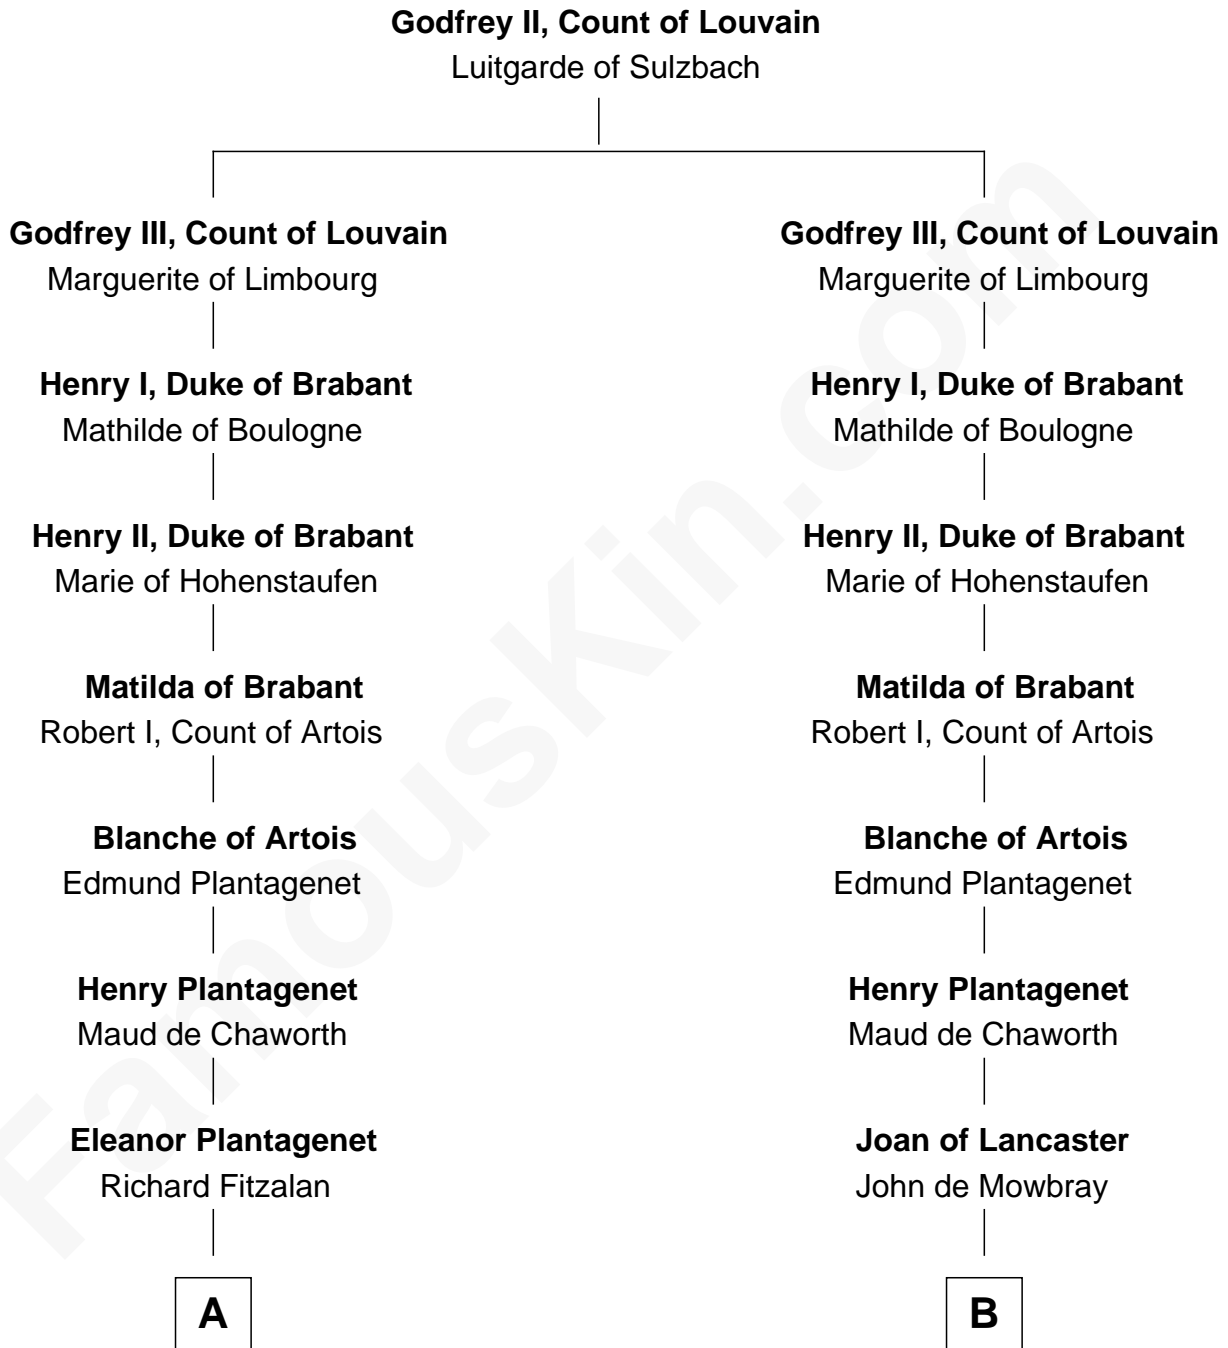 Godfrey II, Count of Louvain
Luitgarde of Sulzbach
Godfrey III, Count of Louvain
Marguerite of Limbourg
Henry I, Duke of Brabant
Mathilde of Boulogne
Henry II, Duke of Brabant
Marie of Hohenstaufen
Matilda of Brabant
Robert I, Count of Artois
Blanche of Artois
Edmund Plantagenet
Henry Plantagenet
Maud de Chaworth
Eleanor Plantagenet
Richard Fitzalan
A
Godfrey III, Count of Louvain
Marguerite of Limbourg
Henry I, Duke of Brabant
Mathilde of Boulogne
Henry II, Duke of Brabant
Marie of Hohenstaufen
Matilda of Brabant
Robert I, Count of Artois
Blanche of Artois
Edmund Plantagenet
Henry Plantagenet
Maud de Chaworth
Joan of Lancaster
John de Mowbray
B
FamousKin.com